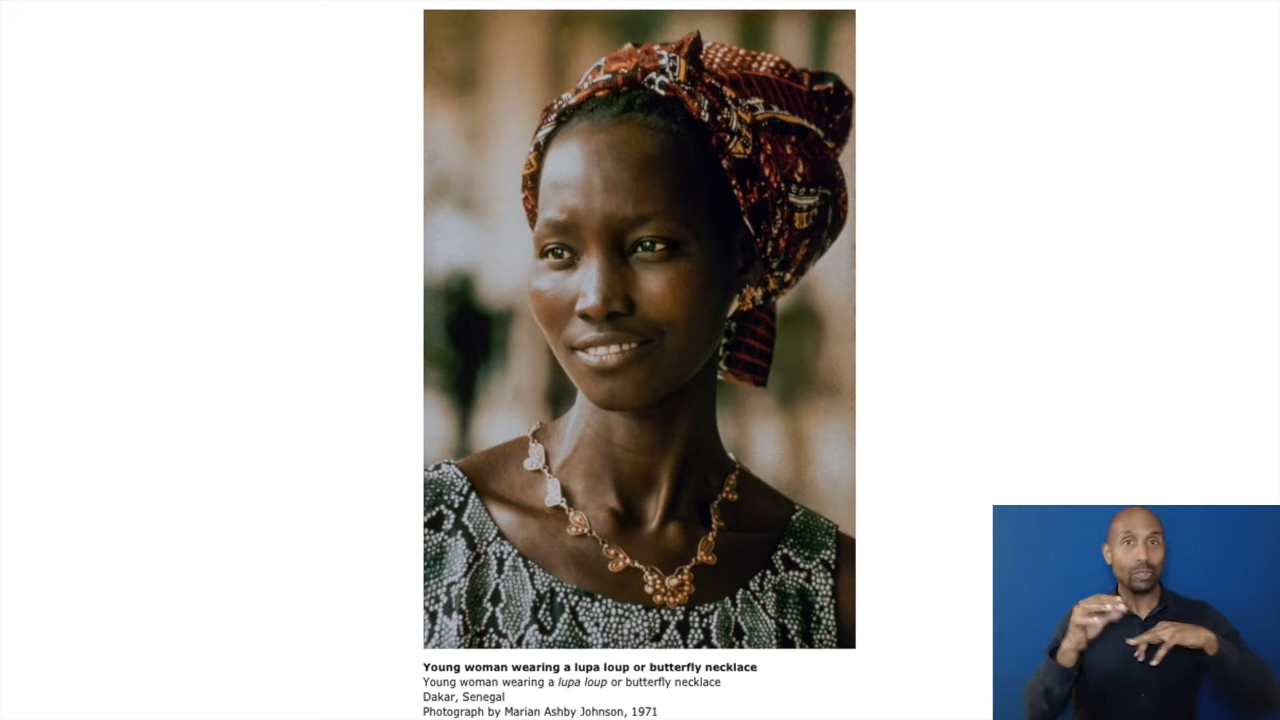 Young woman wearing a lupa loup or butterfly necklace
Young woman wearing a lupa loup or butterfly necklace
Dakar, Senegal
Photograph by Marian Ashby Johnson, 1971